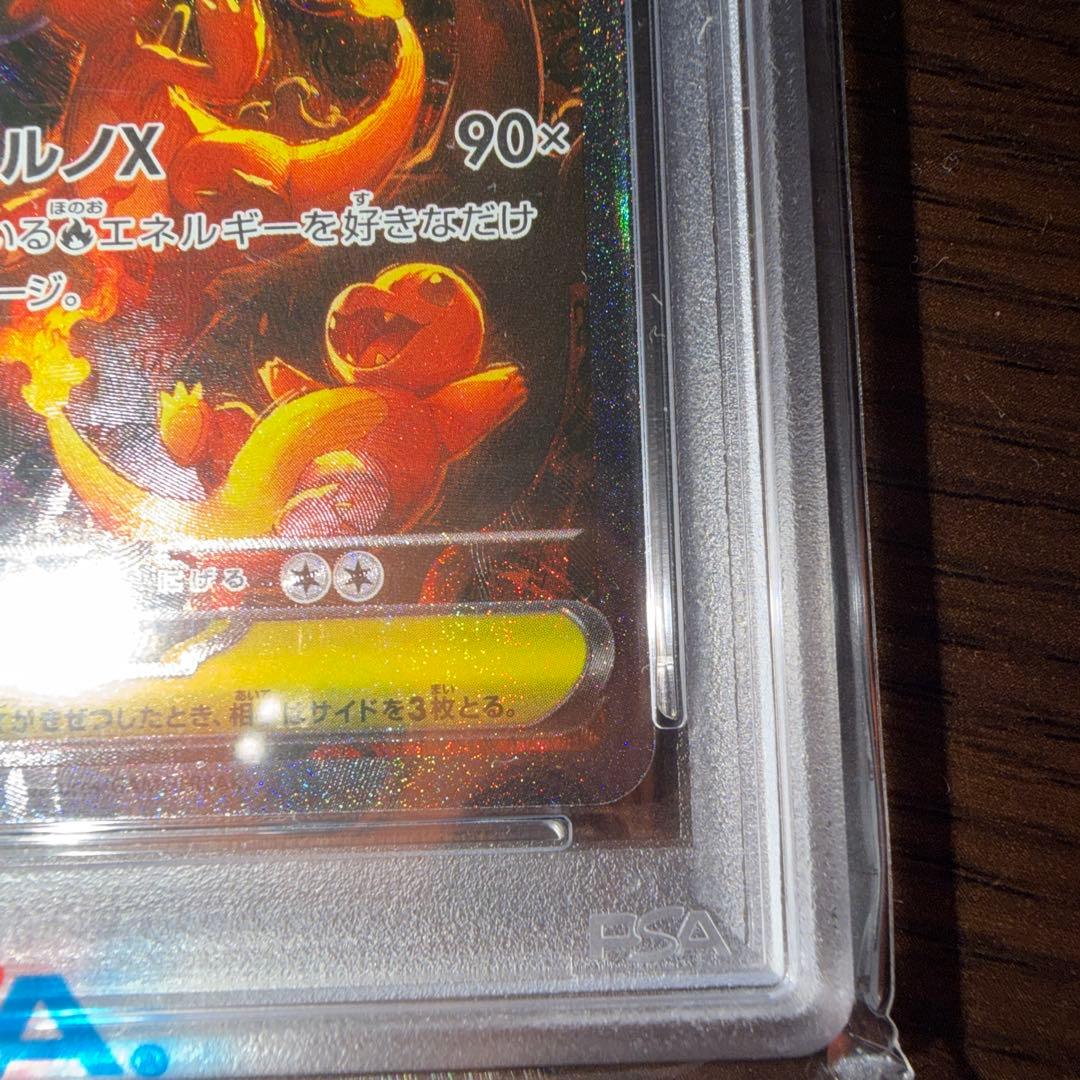 ルノX 90×
いる エネルギーを好きなだけ
ほのお す
ージ。
にげる
がきぜつしたとき、相 はサイドを3枚とる。
あいて まい
PSA
A.®